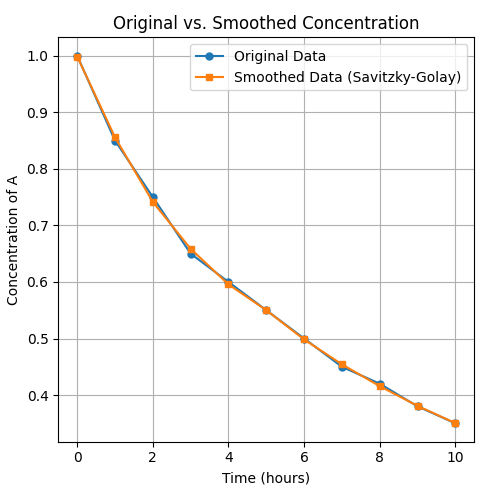 Original vs. Smoothed Concentration
Original Data
Smoothed Data (Savitzky-Golay)
Concentration of A
1.0
0.9
0.8
0.7
0.6
0.5
0.4
0 2 4 6 8 10
Time (hours)